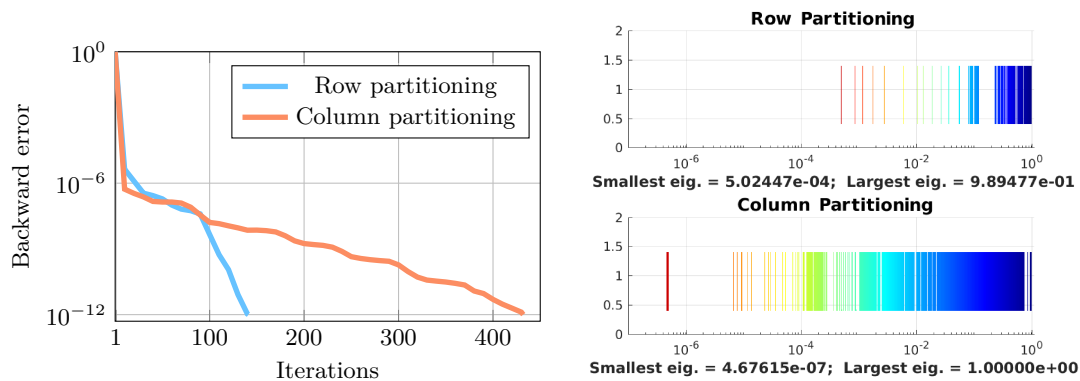 Backward error
10^0
10^−6
10^−12
Row partitioning
Column partitioning
1 100 200 300 400
Iterations
Row Partitioning
2
1.5
1
0.5
0
10^-6 10^-4 10^-2 10^0
Smallest eig. = 5.02447e-04; Largest eig. = 9.89477e-01
Column Partitioning
2
1.5
1
0.5
0
10^-6 10^-4 10^-2 10^0
Smallest eig. = 4.67615e-07; Largest eig. = 1.00000e+00